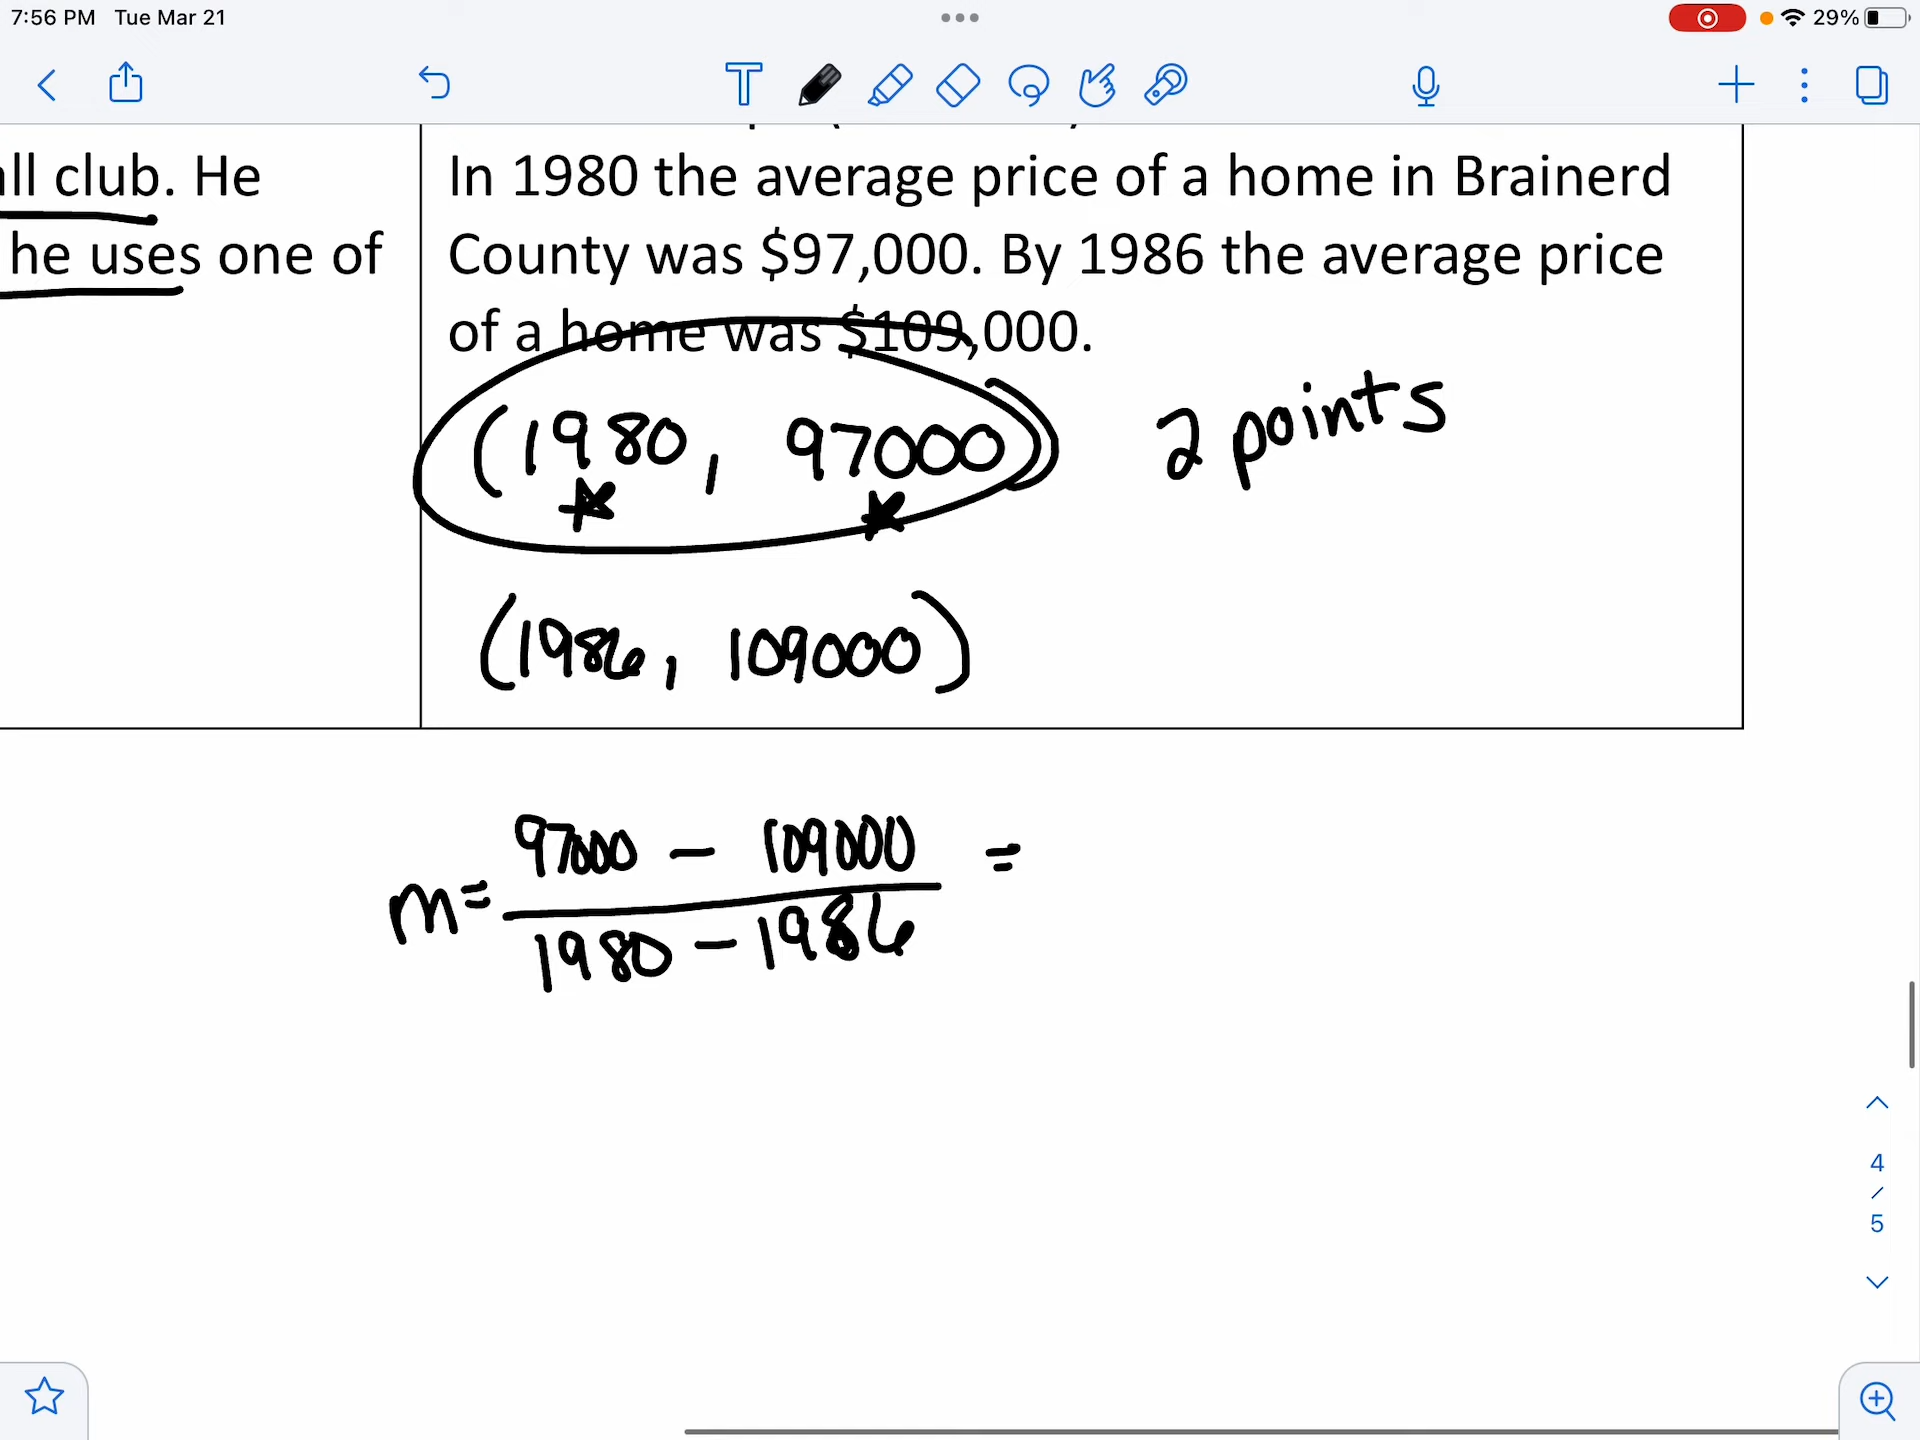 7:56 PM Tue Mar 21
29%
T
all club. He
he uses one of
In 1980 the average price of a home in Brainerd
County was $97,000. By 1986 the average price
of a home was $109,000.
(1980, 97000)
2 points
(1986, 109000)
m= 97000 - 109000 =
1980 - 1986
4
/
5